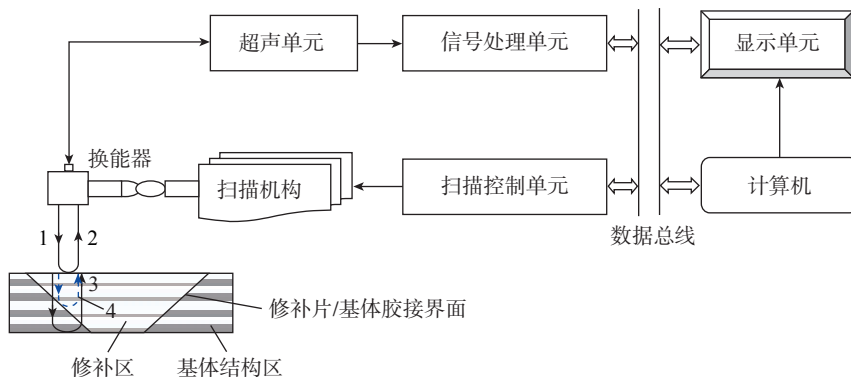 超声单元
信号处理单元
显示单元
换能器
扫描机构
扫描控制单元
计算机
数据总线
1
2
3
4
修补片/基体胶接界面
修补区
基体结构区